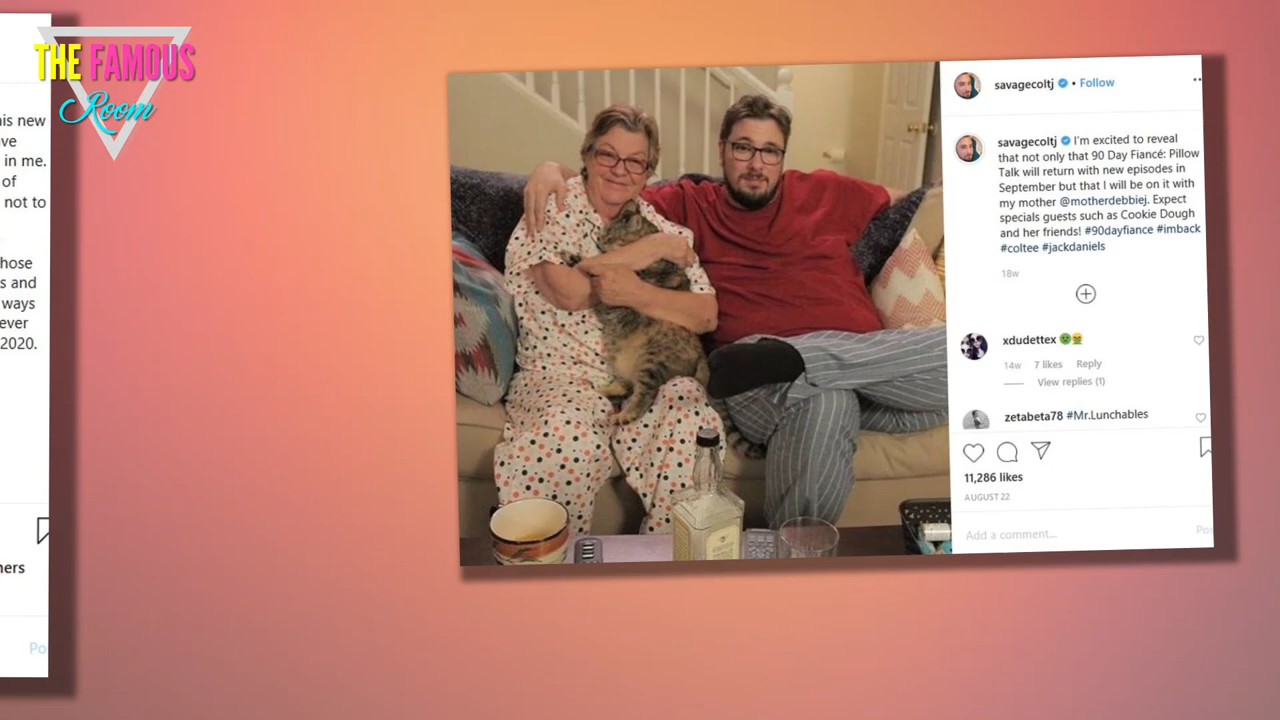 THE FAMOUS
Room
his new
ve
in me.
of
not to
hose
s and
ways
ever
2020.
ners
Po
savagecoltj • Follow
savagecoltj I'm excited to reveal
that not only that 90 Day Fiancé: Pillow
Talk will return with new episodes in
September but that I will be on it with
my mother @motherdebbiej. Expect
specials guests such as Cookie Dough
and her friends! #90dayfiance #imback
#coltee #jackdaniels
18w
xdudettex 🤢🤮
14w 7 likes Reply
View replies (1)
zetabeta78 #Mr.Lunchables
11,286 likes
AUGUST 22
Add a comment...
Pos